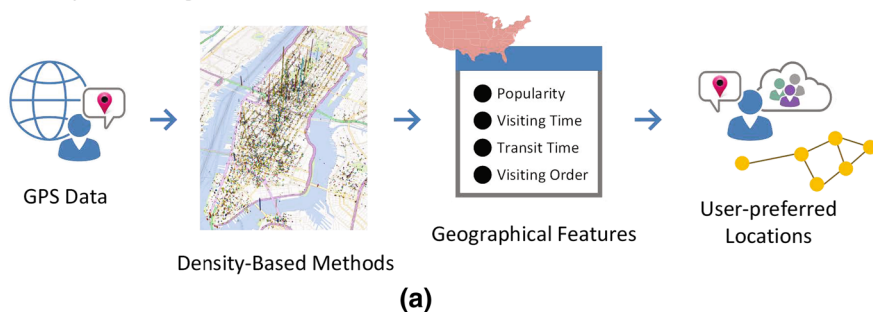 GPS Data
Density-Based Methods
Popularity
Visiting Time
Transit Time
Visiting Order
Geographical Features
User-preferred
Locations
(a)